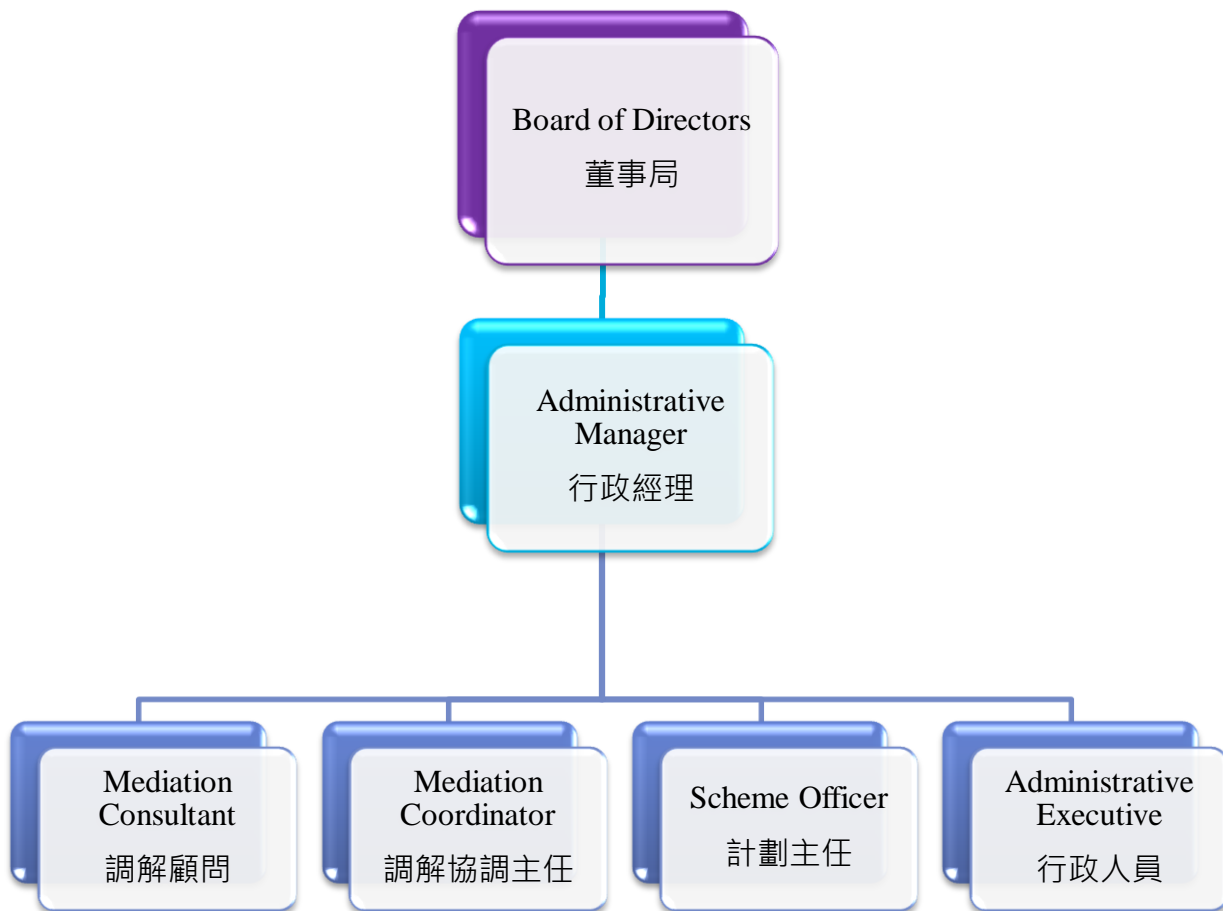 Board of Directors
董事局
Administrative
Manager
行政經理
Mediation
Consultant
調解顧問
Mediation
Coordinator
調解協調主任
Scheme Officer
計劃主任
Administrative
Executive
行政人員